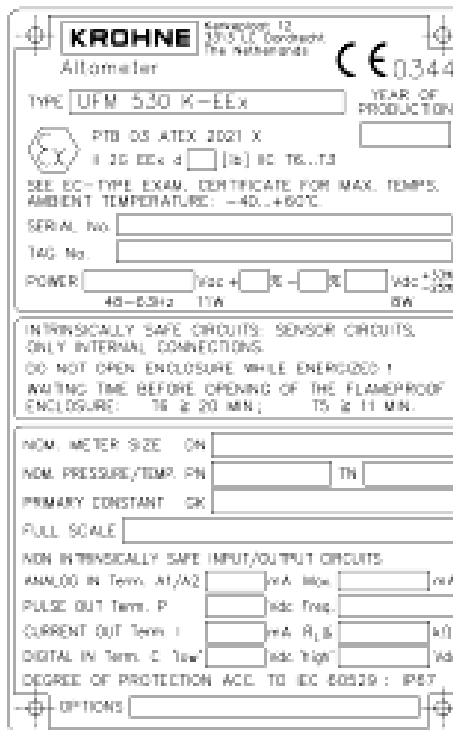 KROHNE
Kerkeplaat 12
3313 LC Dordrecht
The Netherlands
Altometer
CE 0344
TYPE UFM 530 K-EEx
YEAR OF PRODUCTION
PTB 03 ATEX 2021 X
II 2G EEx d [ib] IIC T6...T3
SEE EC-TYPE EXAM. CERTIFICATE FOR MAX. TEMPS.
AMBIENT TEMPERATURE: -40...+60°C.
SERIAL No.
TAG No.
POWER Vac + % - % Vdc
48-63Hz 11W 8W
INTRINSICALLY SAFE CIRCUITS: SENSOR CIRCUITS,
ONLY INTERNAL CONNECTIONS.
DO NOT OPEN ENCLOSURE WHILE ENERGIZED !
WAITING TIME BEFORE OPENING OF THE FLAMEPROOF
ENCLOSURE: T6 ≥ 20 MIN; T5 ≥ 11 MIN.
NOM. METER SIZE DN
NOM. PRESSURE/TEMP. PN TN
PRIMARY CONSTANT GK
FULL SCALE
NON INTRINSICALLY SAFE INPUT/OUTPUT CIRCUITS
ANALOG IN Term. A1/A2 mA Max. mA
PULSE OUT Term. P Vdc Freq.
CURRENT OUT Term. I mA RL≤ kΩ
DIGITAL IN Term. C "low" Vdc "high" Vdc
DEGREE OF PROTECTION ACC. TO IEC 60529 : IP67
OPTIONS